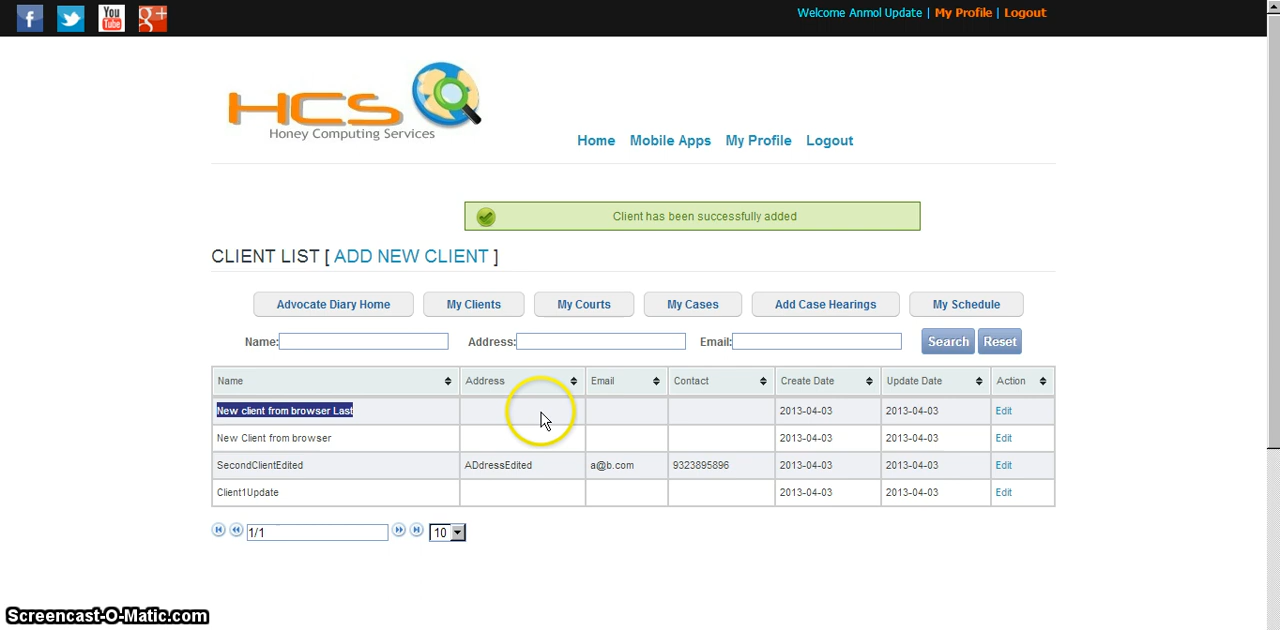 f You Tube g+ Welcome Anmol Update | My Profile | Logout
HCS
Honey Computing Services
Home Mobile Apps My Profile Logout
Client has been successfully added
CLIENT LIST [ ADD NEW CLIENT ]
Advocate Diary Home My Clients My Courts My Cases Add Case Hearings My Schedule
Name: Address: Email: Search Reset
Name Address Email Contact Create Date Update Date Action
New client from browser Last 2013-04-03 2013-04-03 Edit
New Client from browser 2013-04-03 2013-04-03 Edit
SecondClientEdited ADdressEdited a@b.com 9323895896 2013-04-03 2013-04-03 Edit
Client1Update 2013-04-03 2013-04-03 Edit
1/1 10
Screencast-O-Matic.com